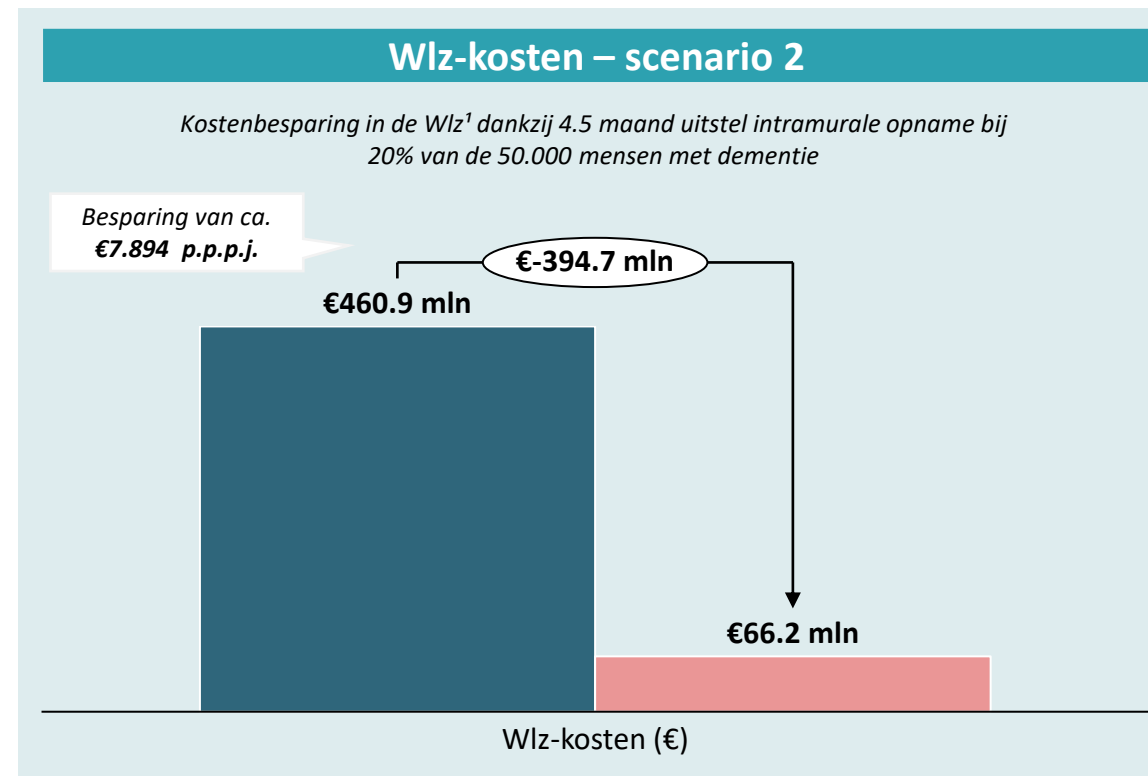 Wlz-kosten – scenario 2
Kostenbesparing in de Wlz¹ dankzij 4.5 maand uitstel intramurale opname bij
20% van de 50.000 mensen met dementie
Besparing van ca.
€7.894 p.p.p.j.
€-394.7 mln
€460.9 mln
€66.2 mln
Wlz-kosten (€)